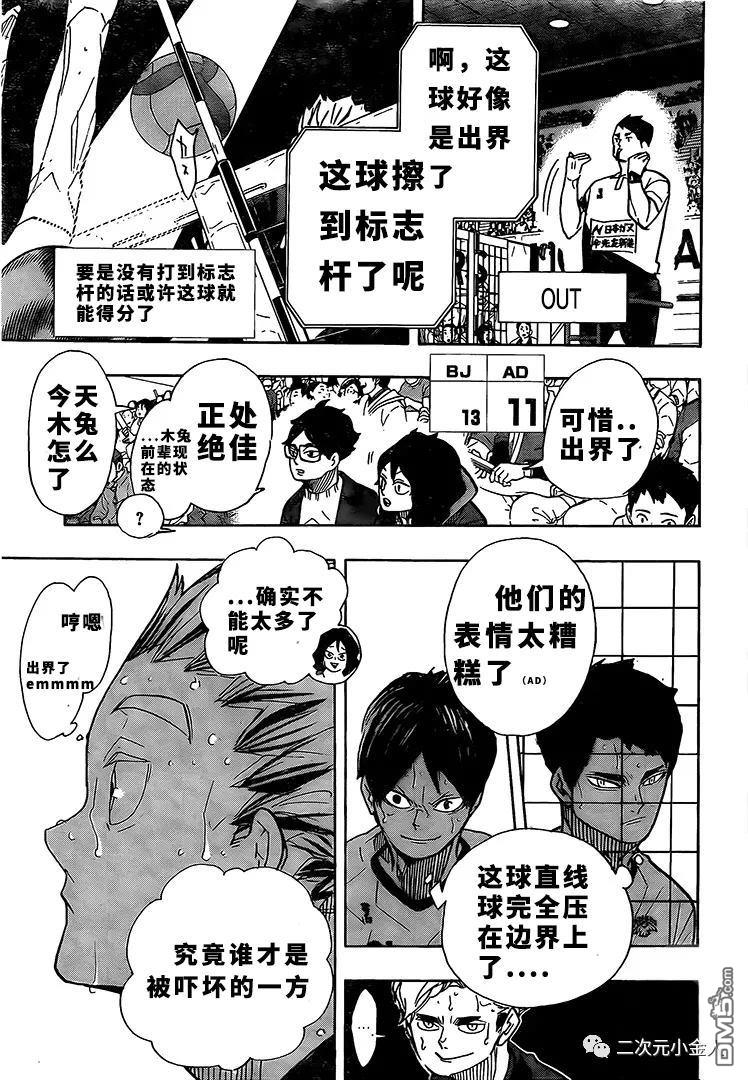 啊，这
球好像
是出界
了
这球擦
到标志
杆了呢
要是没有打到标志
杆的话或许这球就
能得分了
日本ガス
OUT
A
BJ AD
13 11
可惜..
出界了
正处
绝佳
...木兔
前辈现
在的状
态
?
天兔么
今木怎
了
他们的
表情太糟
糕了（AD）
...确实不
能太多了
呢
哼嗯
出界了
emmmm
这球直线
球完全压
在边界上
了....
究竟谁才是
被吓坏的一方
...
二次元小金人
DM5.com